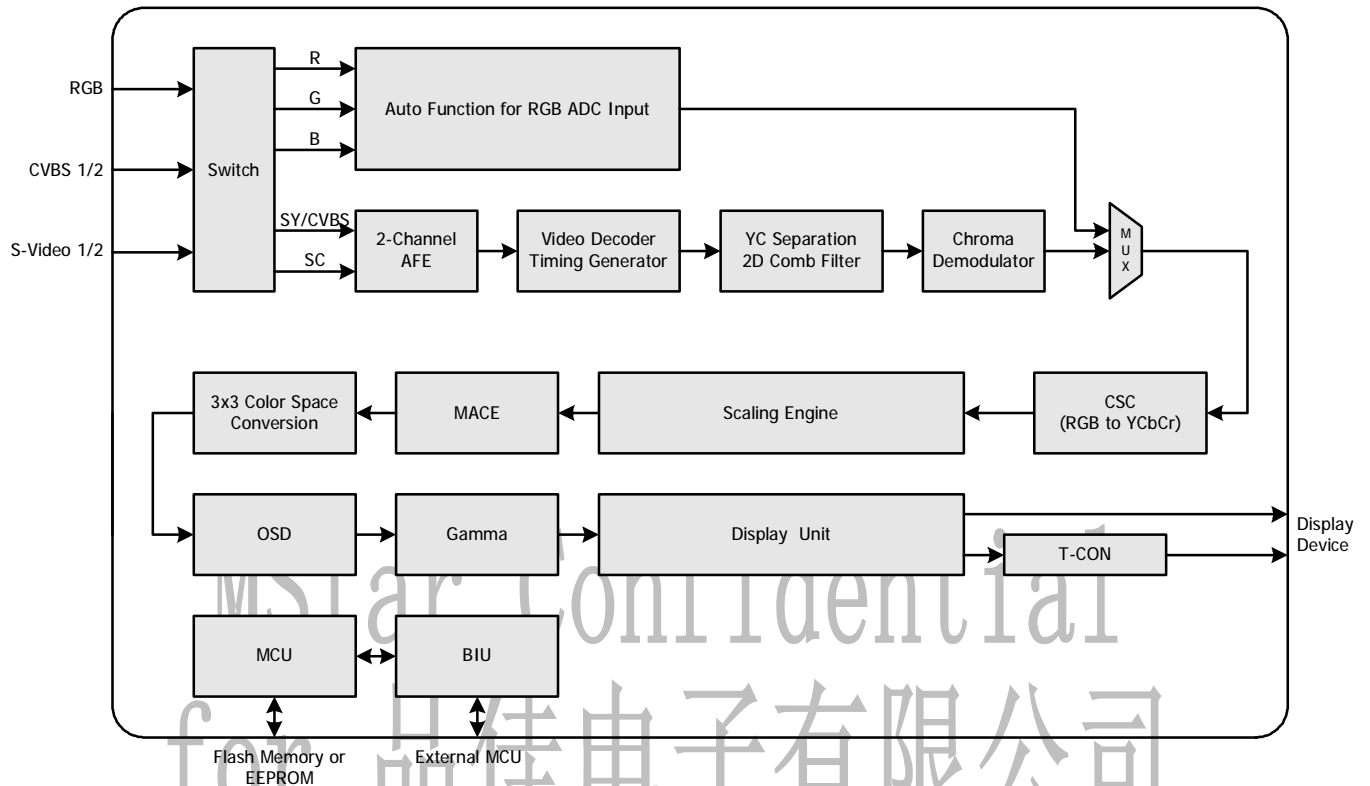 RGB
CVBS 1/2
S-Video 1/2
Switch
R
G
B
SY/CVBS
SC
Auto Function for RGB ADC Input
2-Channel
AFE
Video Decoder
Timing Generator
YC Separation
2D Comb Filter
Chroma
Demodulator
M
U
X
3x3 Color Space
Conversion
MACE
Scaling Engine
CSC
(RGB to YCbCr)
OSD
Gamma
Display Unit
T-CON
Display
Device
MStar Confidential
MCU
BIU
for 品佳电子有限公司
Flash Memory or
EEPROM
External MCU